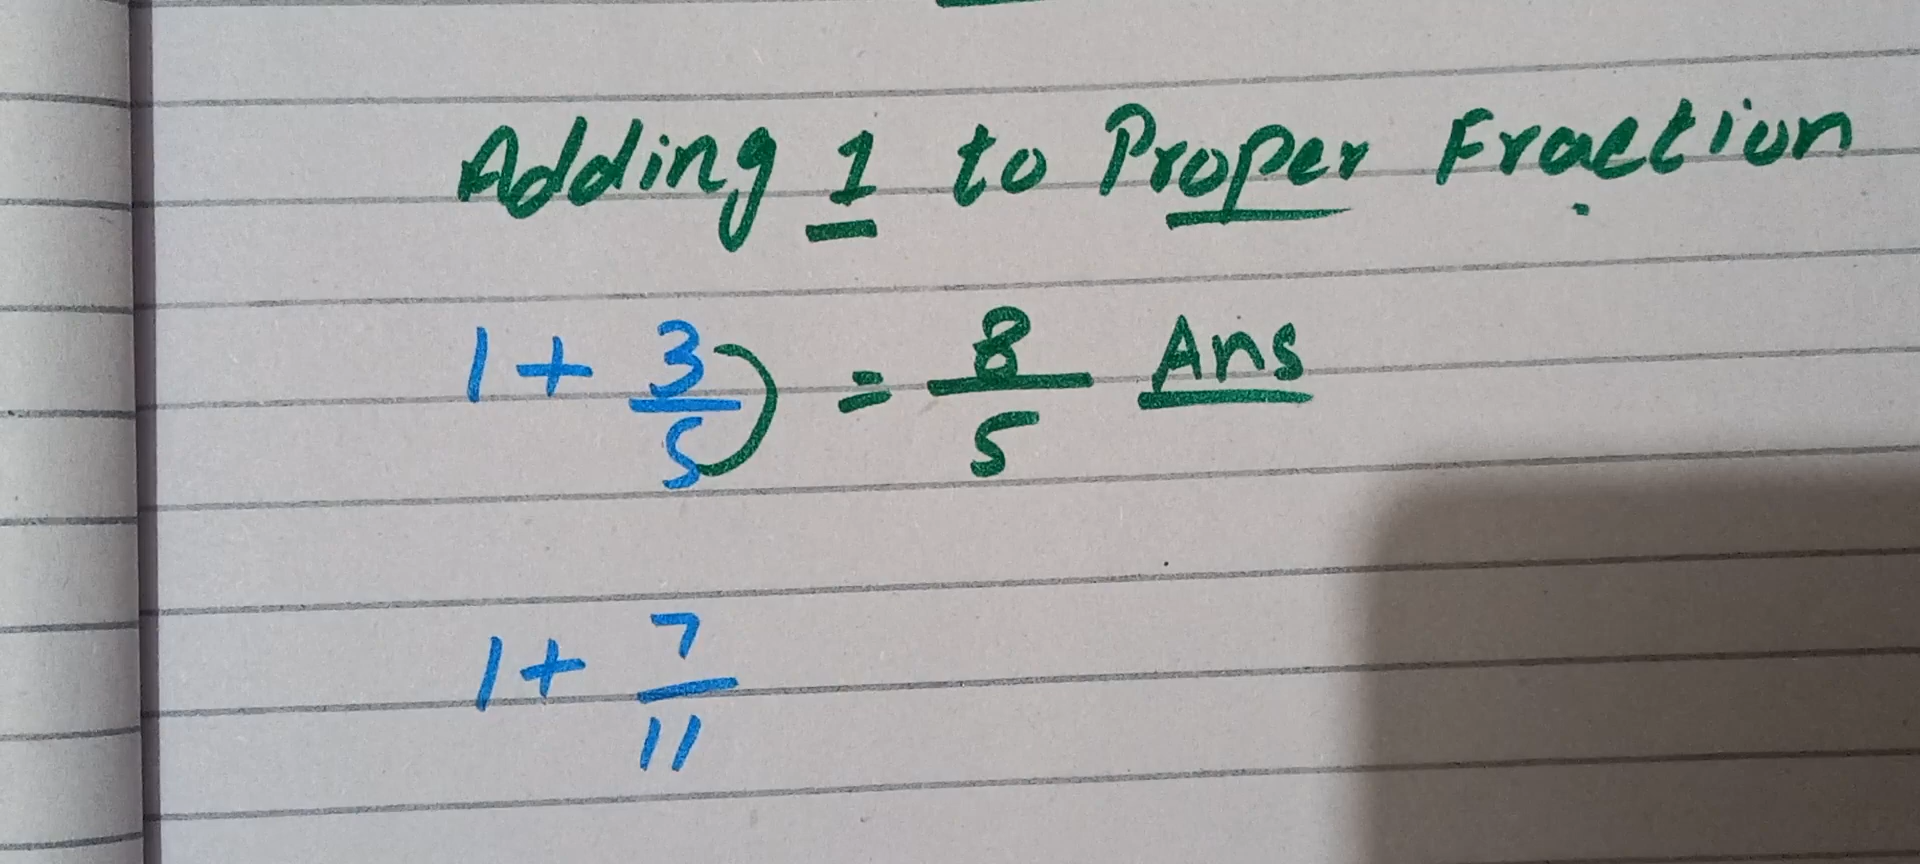 Adding 1 to Proper Fraction
1 + 3/5 = 8/5 Ans
1 + 7/11